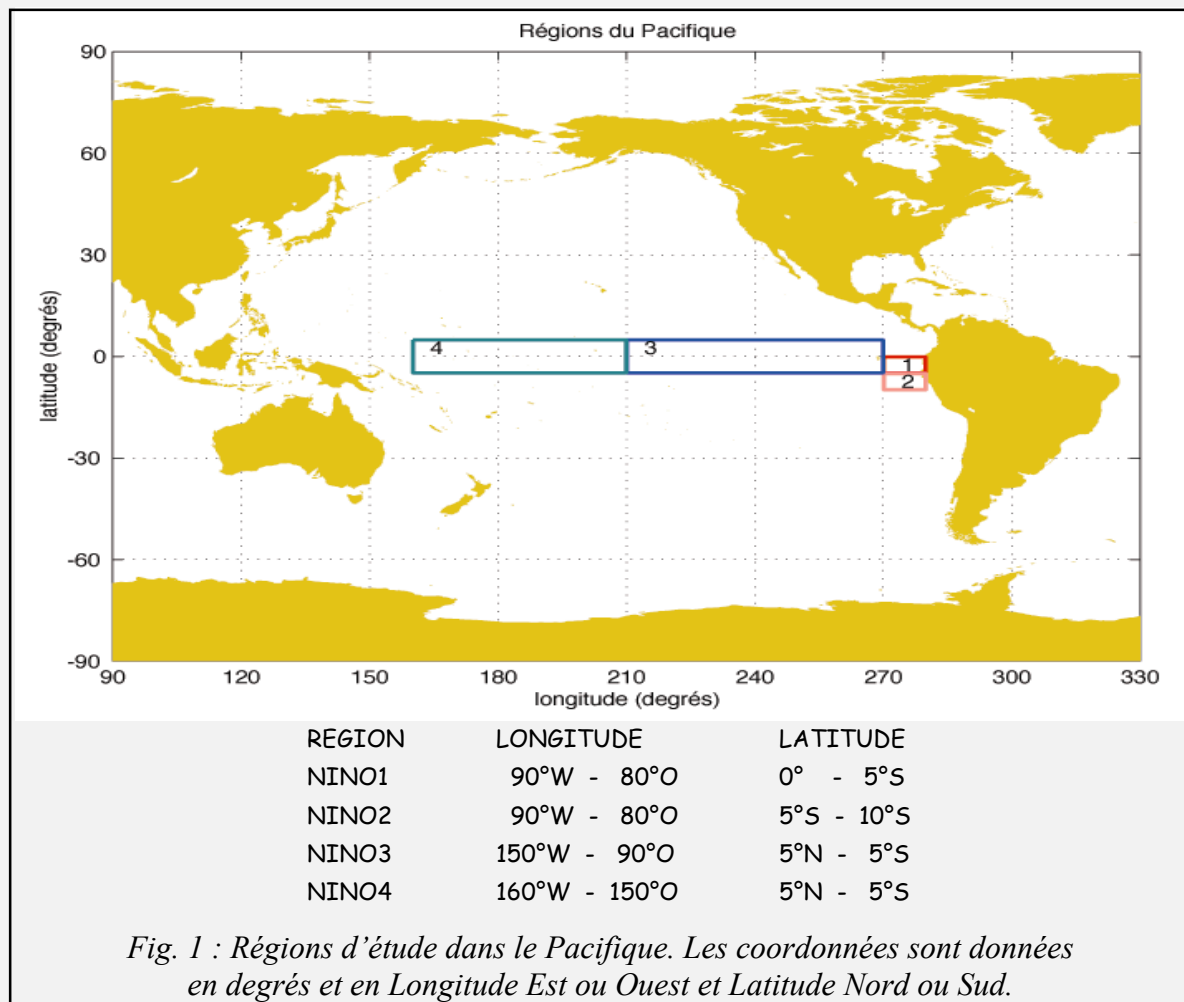 Régions du Pacifique
90
60
30
0
-30
-60
-90
latitude (degrés)
4
3
1
2
90 120 150 180 210 240 270 300 330
longitude (degrés)
REGION LONGITUDE LATITUDE
NINO1 90°W - 80°O 0° - 5°S
NINO2 90°W - 80°O 5°S - 10°S
NINO3 150°W - 90°O 5°N - 5°S
NINO4 160°W - 150°O 5°N - 5°S
Fig. 1 : Régions d’étude dans le Pacifique. Les coordonnées sont données
en degrés et en Longitude Est ou Ouest et Latitude Nord ou Sud.